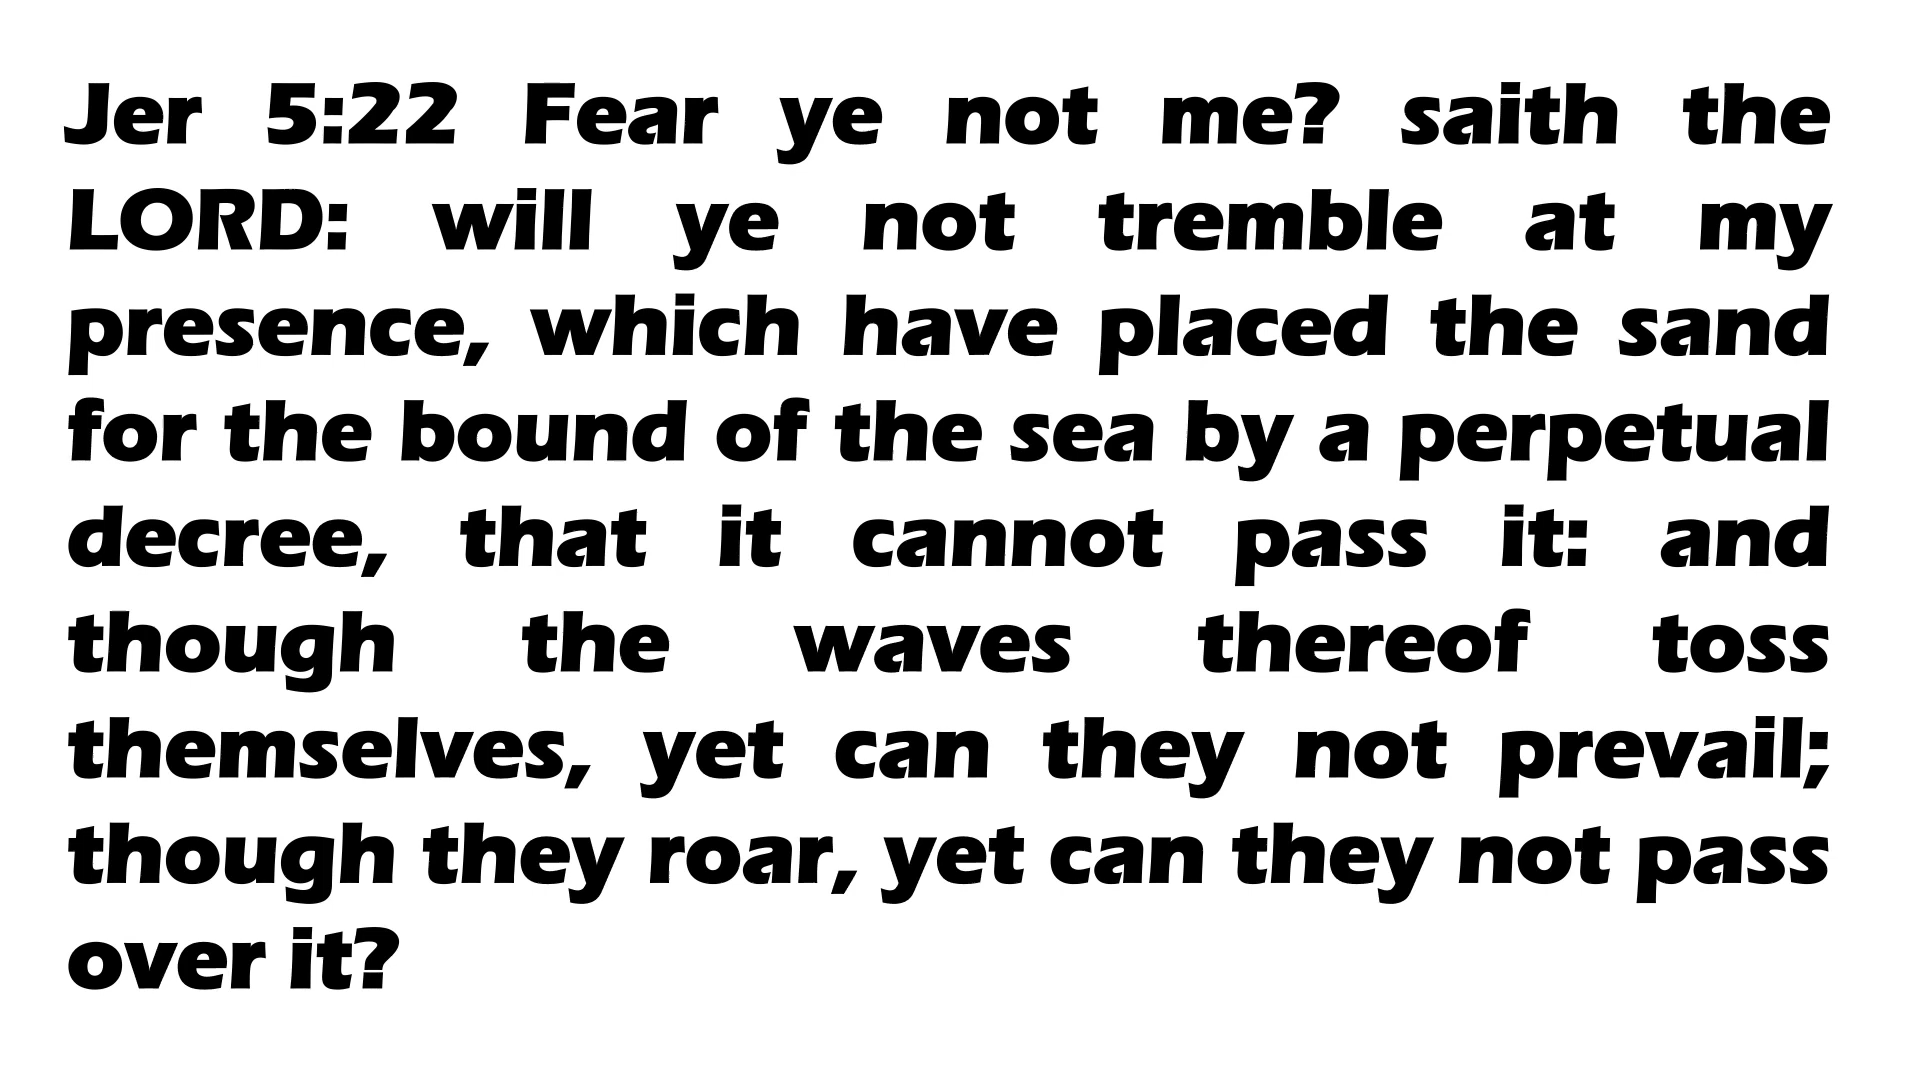 Jer 5:22 Fear ye not me? saith the
LORD: will ye not tremble at my
presence, which have placed the sand
for the bound of the sea by a perpetual
decree, that it cannot pass it: and
though the waves thereof toss
themselves, yet can they not prevail;
though they roar, yet can they not pass
over it?